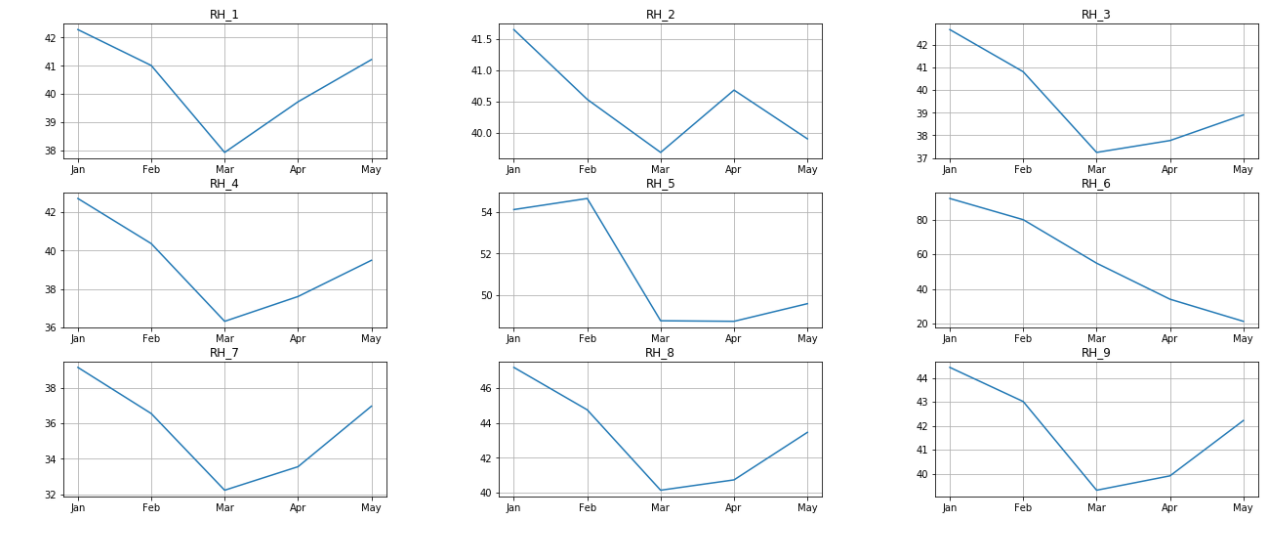 RH_1 RH_2 RH_3
42 41.5 42
41 41.0 41
40 40.5 40
39 40.0 39
38 38
37
Jan Feb Mar Apr May Jan Feb Mar Apr May Jan Feb Mar Apr May
RH_4 RH_5 RH_6
42 54 80
40 52 60
38 50 40
36 20
Jan Feb Mar Apr May Jan Feb Mar Apr May Jan Feb Mar Apr May
RH_7 RH_8 RH_9
38 46 44
36 44 43
34 42 42
32 40 41
40
Jan Feb Mar Apr May Jan Feb Mar Apr May Jan Feb Mar Apr May